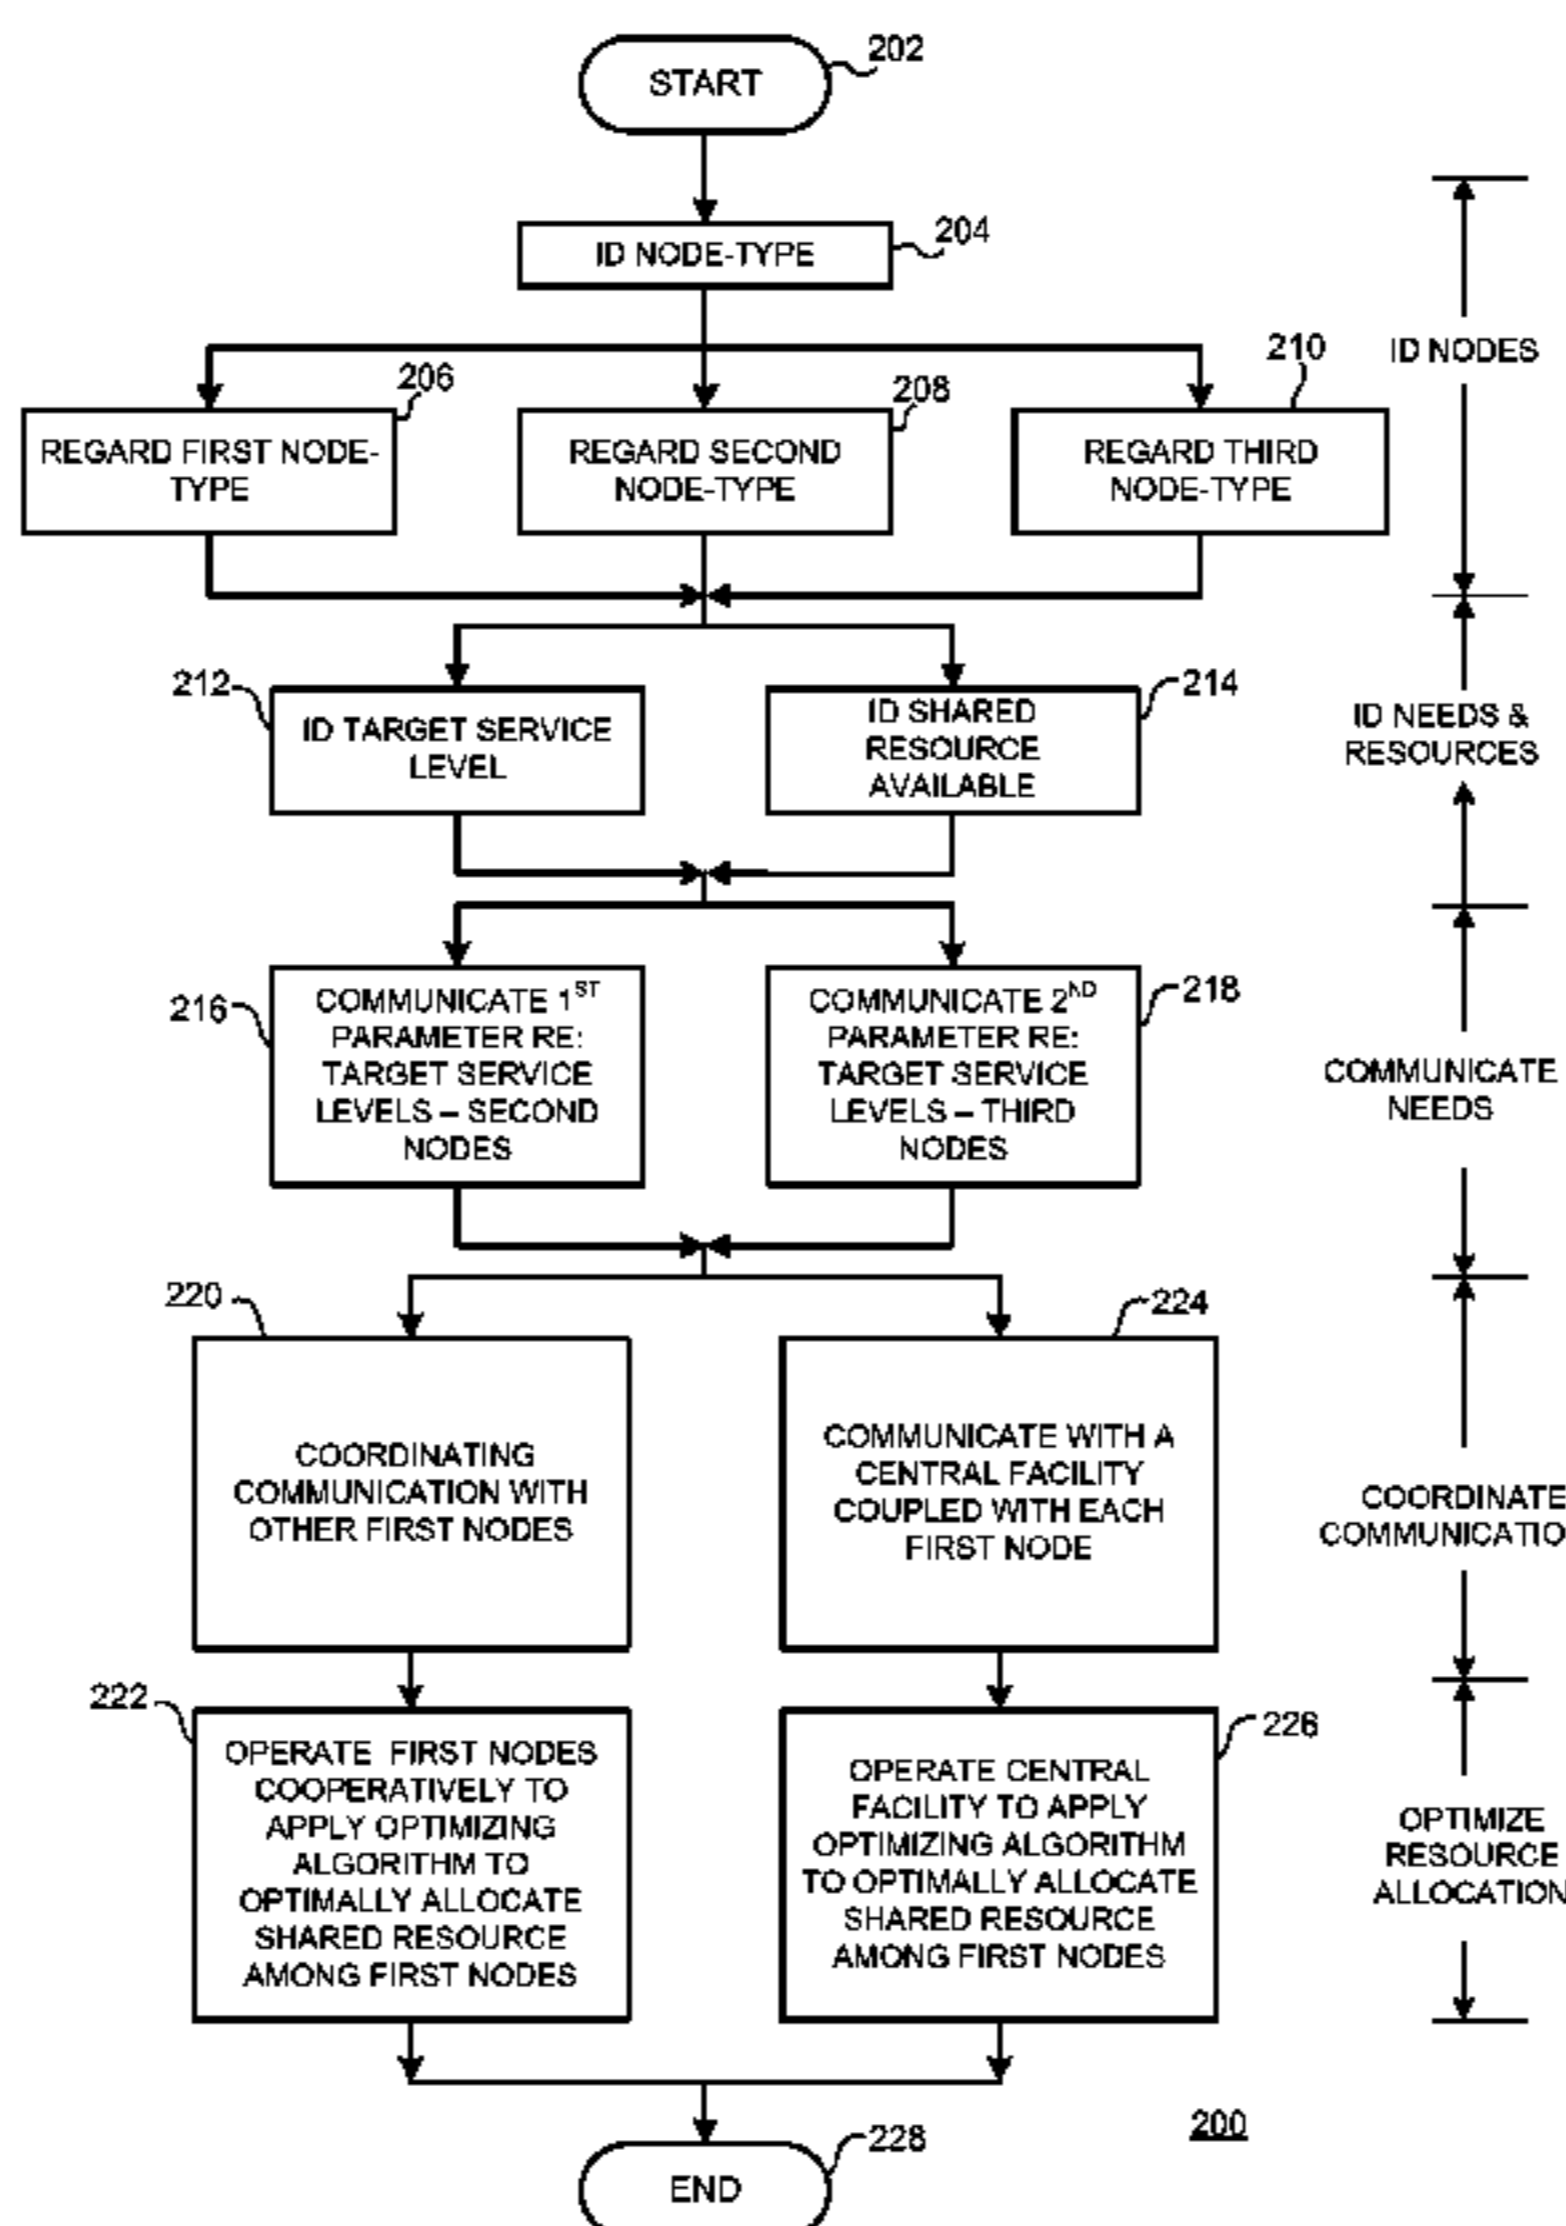 202
START
204
ID NODE-TYPE
206
208
210
ID NODES
REGARD FIRST NODE-
TYPE
REGARD SECOND
NODE-TYPE
REGARD THIRD
NODE-TYPE
212
ID TARGET SERVICE
LEVEL
214
ID SHARED
RESOURCE
AVAILABLE
ID NEEDS &
RESOURCES
216
COMMUNICATE 1ST
PARAMETER RE:
TARGET SERVICE
LEVELS – SECOND
NODES
218
COMMUNICATE 2ND
PARAMETER RE:
TARGET SERVICE
LEVELS – THIRD
NODES
COMMUNICATE
NEEDS
220
COORDINATING
COMMUNICATION WITH
OTHER FIRST NODES
224
COMMUNICATE WITH A
CENTRAL FACILITY
COUPLED WITH EACH
FIRST NODE
COORDINATE
COMMUNICATIO
222
OPERATE FIRST NODES
COOPERATIVELY TO
APPLY OPTIMIZING
ALGORITHM TO
OPTIMALLY ALLOCATE
SHARED RESOURCE
AMONG FIRST NODES
226
OPERATE CENTRAL
FACILITY TO APPLY
OPTIMIZING ALGORITHM
TO OPTIMALLY ALLOCATE
SHARED RESOURCE
AMONG FIRST NODES
OPTIMIZE
RESOURCE
ALLOCATION
200
228
END